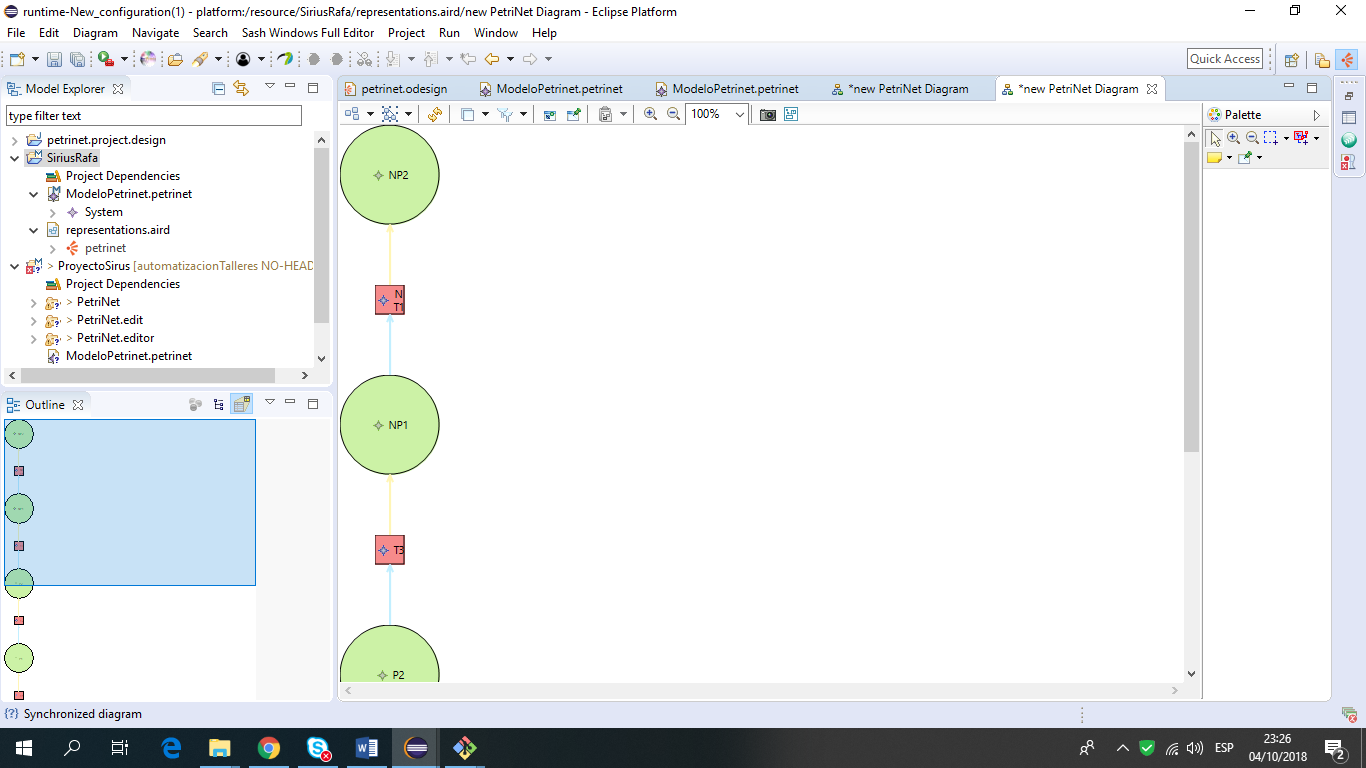 runtime-New_configuration(1) - platform:/resource/SiriusRafa/representations.aird/new PetriNet Diagram - Eclipse Platform
File Edit Diagram Navigate Search Sash Windows Full Editor Project Run Window Help
Quick Access
Model Explorer
type filter text
petrinet.project.design
SiriusRafa
Project Dependencies
ModeloPetrinet.petrinet
System
representations.aird
petrinet
> ProyectoSirus [automatizacionTalleres NO-HEAD
Project Dependencies
> PetriNet
> PetriNet.edit
> PetriNet.editor
ModeloPetrinet.petrinet
Outline
petrinet.odesign ModeloPetrinet.petrinet ModeloPetrinet.petrinet *new PetriNet Diagram *new PetriNet Diagram
100%
NP2
N
T1
NP1
T3
P2
Palette
Synchronized diagram
ESP
23:26
04/10/2018
2